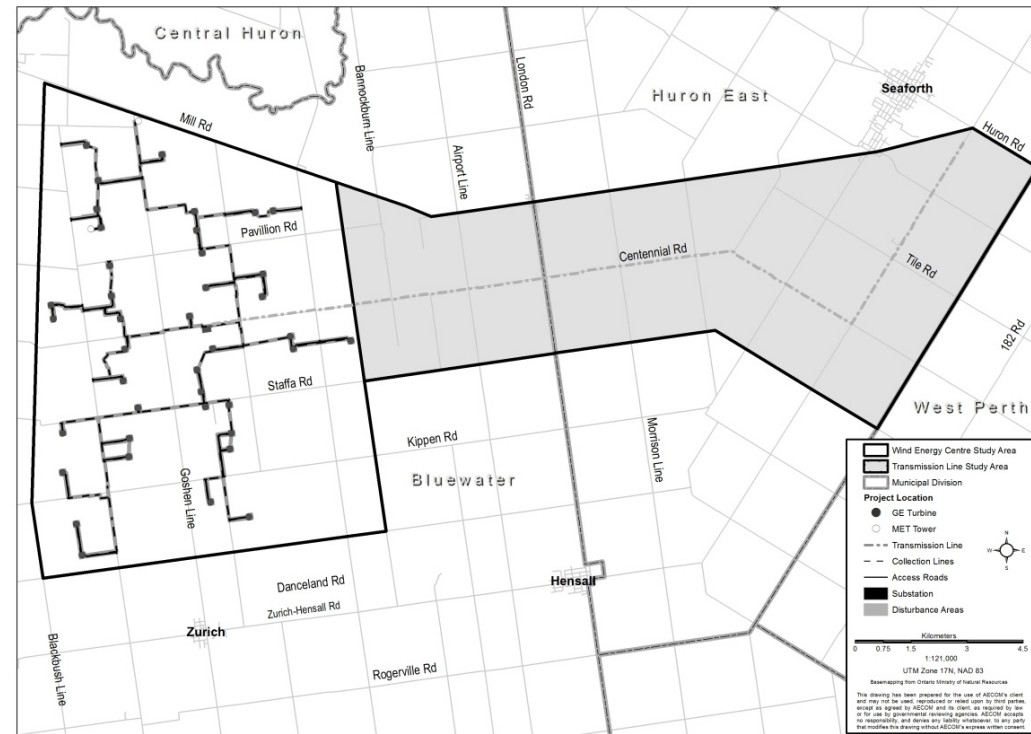 Central Huron
Mill Rd
Bannockburn Line
London Rd
Huron East
Seaforth
Huron Rd
Airport Line
Pavillion Rd
Centennial Rd
Tile Rd
182 Rd
Staffa Rd
West Perth
Kippen Rd
Bluewater
Morrison Line
Goshen Line
Danceland Rd
Hensall
Zurich-Hensall Rd
Zurich
Blackbush Line
Rogerville Rd
Wind Energy Centre Study Area
Transmission Line Study Area
Municipal Division
Project Location
GE Turbine
MET Tower
Transmission Line
Collection Lines
Access Roads
Substation
Disturbance Areas
N
W E
S
Kilometers
0 0.75 1.5 3 4.5
1:121,000
UTM Zone 17N, NAD 83
Basemapping from Ontario Ministry of Natural Resources
This drawing has been prepared for the use of AECOM's client
and may not be used, reproduced or relied upon by third parties,
except as agreed by AECOM and its client, as required by law
or for use by governmental reviewing agencies. AECOM accepts
no responsibility, and denies any liability whatsoever, to any party
that modifies this drawing without AECOM's express written consent.